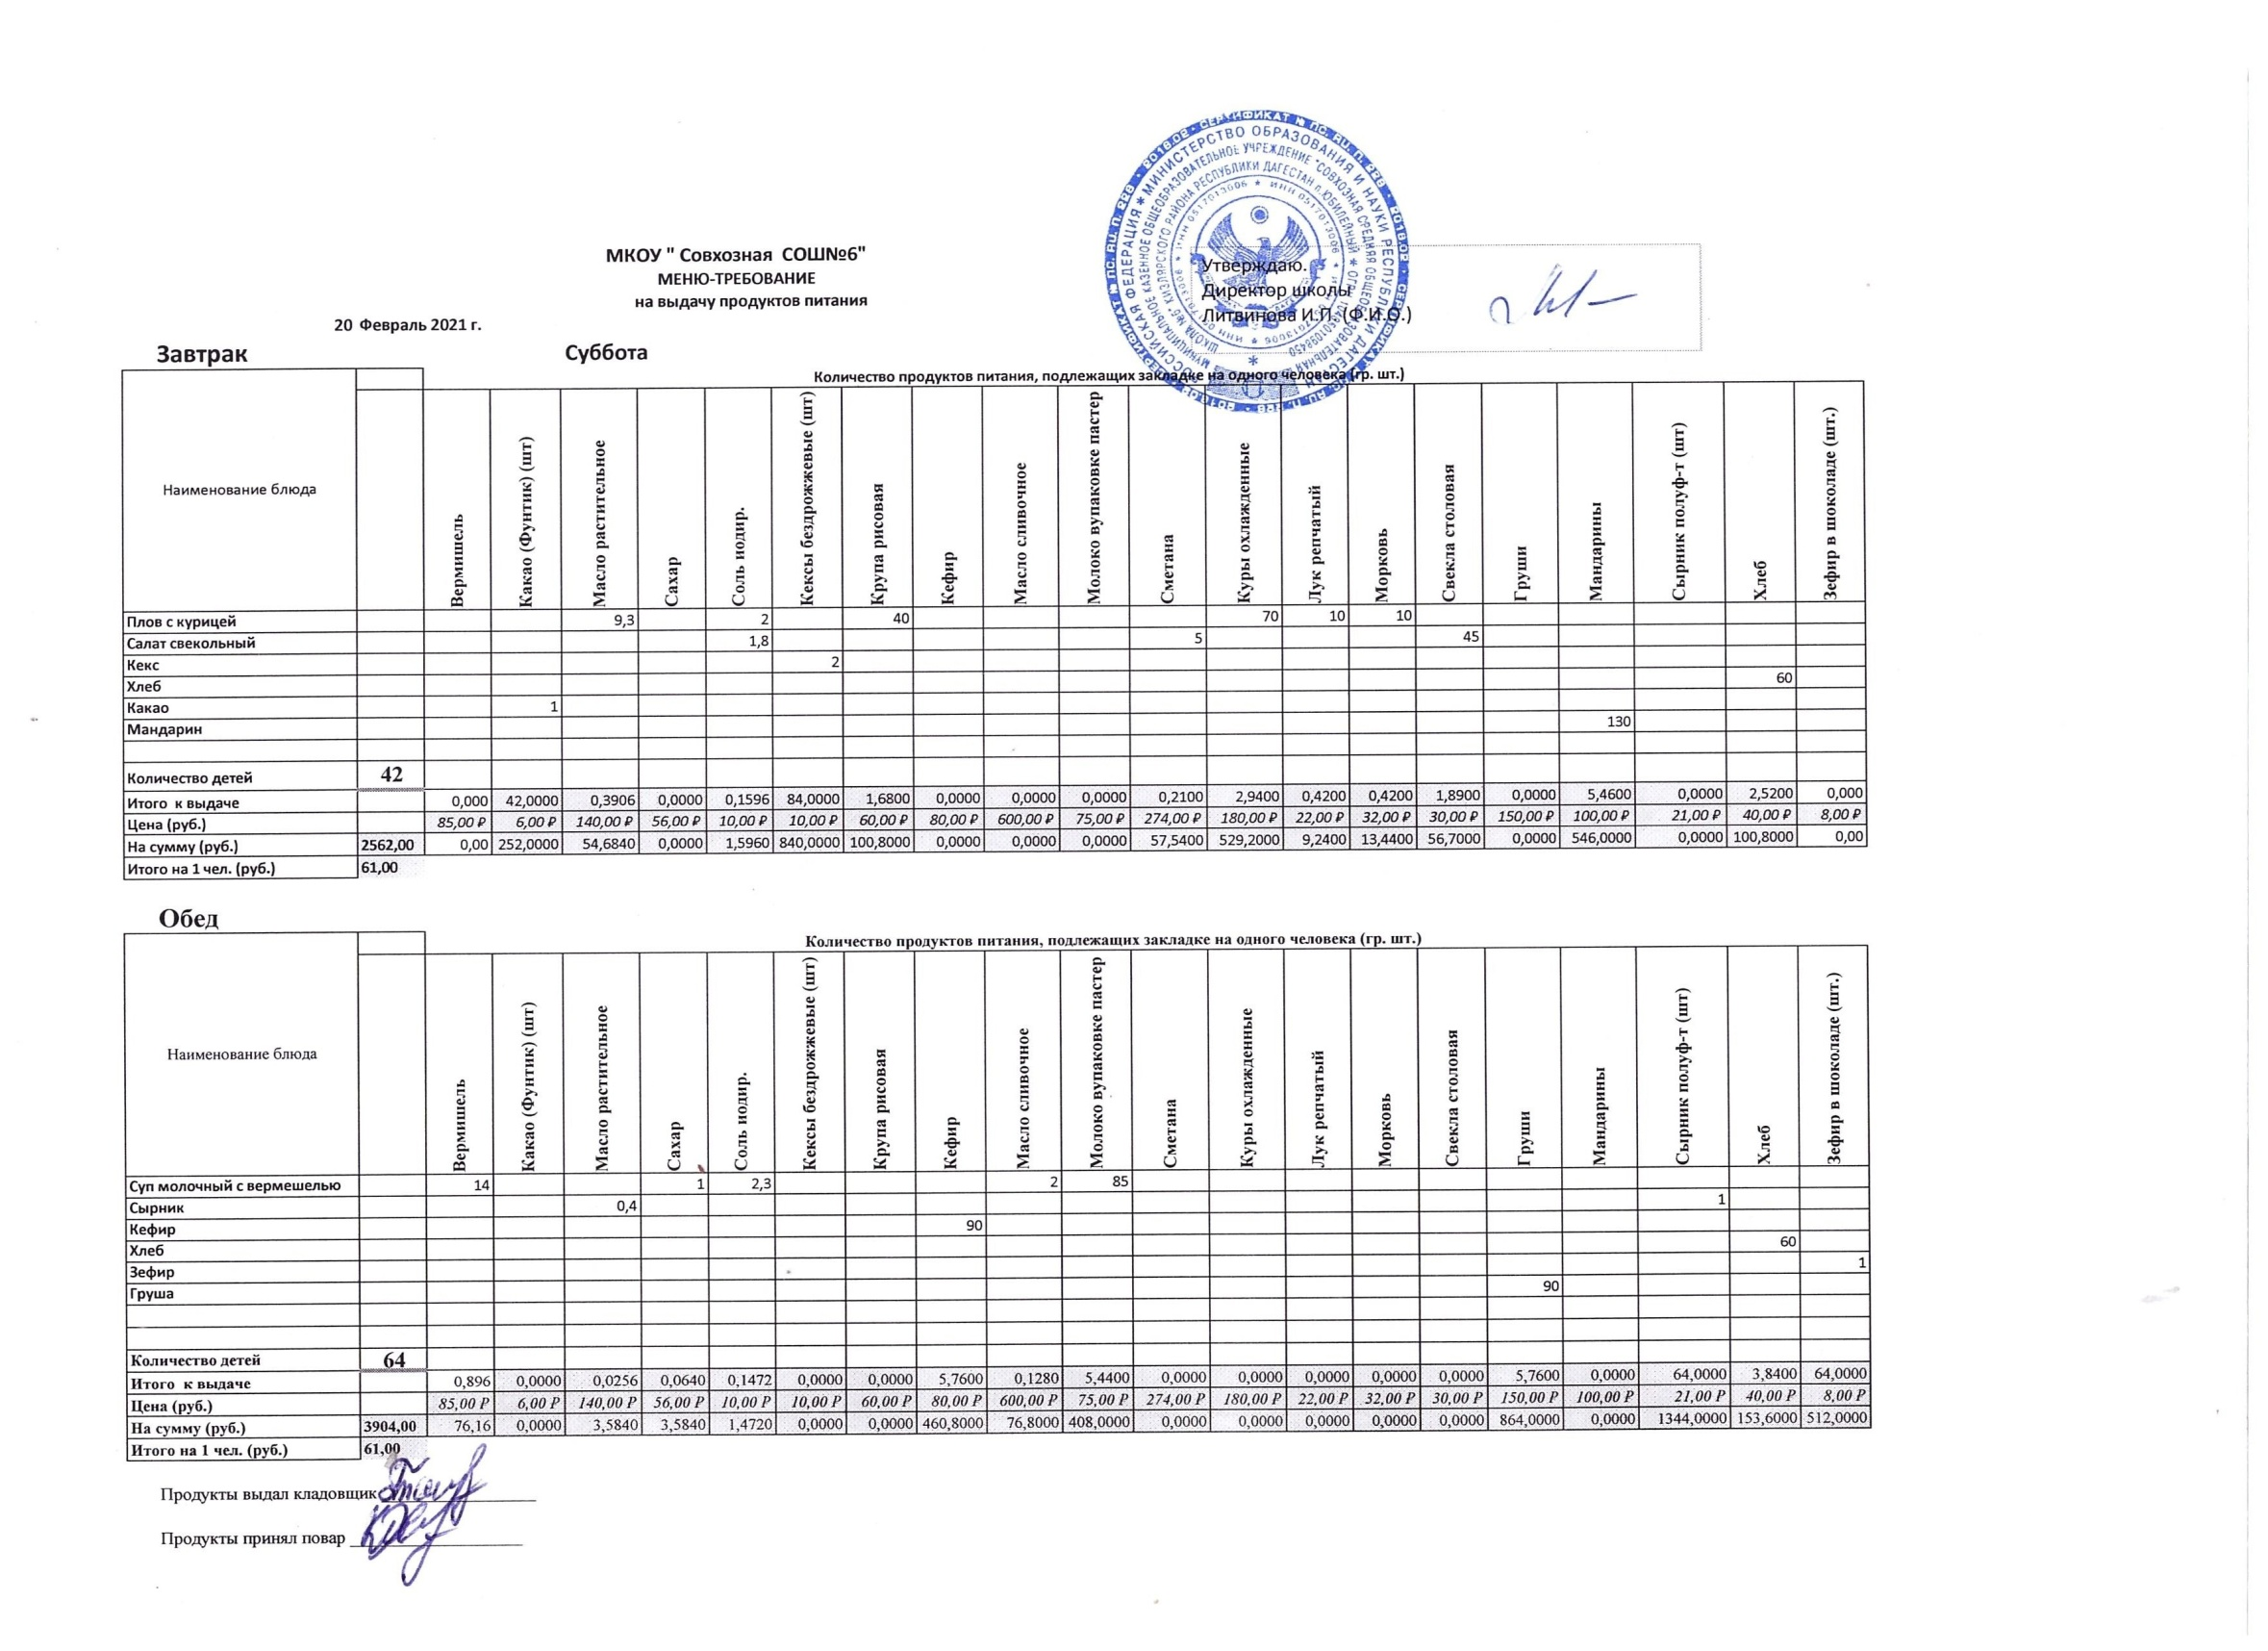 МИНИСТЕРСТВО ОБРАЗОВАНИЯ И НАУКИ РЕСПУБЛИКИ ДАГЕСТАН
РОССИЙСКАЯ ФЕДЕРАЦИЯ
МКОУ " Совхозная СОШ№6"
МЕНЮ-ТРЕБОВАНИЕ
на выдачу продуктов питания
Утверждаю.
Директор школы
Литвинова И.П. (Ф.И.О.)
20 Февраль 2021 г.
Завтрак Суббота
Количество продуктов питания, подлежащих закладке на одного человека (гр. шт.)
Наименование блюда Вермишель Какао (Фунтик) (шт) Масло растительное Сахар Соль иодир. Кексы бездрожжевые (шт) Крупа рисовая Кефир Масло сливочное Молоко вупаковке пастер Сметана Куры охлажденные Лук репчатый Морковь Свекла столовая Груши Мандарины Сырник полуф-т (шт) Хлеб Зефир в шоколаде (шт.)
Плов с курицей 9,3 2 40 70 10 10
Салат свекольный 1,8 5 45
Кекс 2
Хлеб 60
Какао 1
Мандарин 130
Количество детей 42
Итого к выдаче 0,000 42,0000 0,3906 0,0000 0,1596 84,0000 1,6800 0,0000 0,0000 0,0000 0,2100 2,9400 0,4200 0,4200 1,8900 0,0000 5,4600 0,0000 2,5200 0,000
Цена (руб.) 85,00 ₽ 6,00 ₽ 140,00 ₽ 56,00 ₽ 10,00 ₽ 10,00 ₽ 60,00 ₽ 80,00 ₽ 600,00 ₽ 75,00 ₽ 274,00 ₽ 180,00 ₽ 22,00 ₽ 32,00 ₽ 30,00 ₽ 150,00 ₽ 100,00 ₽ 21,00 ₽ 40,00 ₽ 8,00 ₽
На сумму (руб.) 2562,00 0,00 252,0000 54,6840 0,0000 1,5960 840,0000 100,8000 0,0000 0,0000 0,0000 57,5400 529,2000 9,2400 13,4400 56,7000 0,0000 546,0000 0,0000 100,8000 0,00
Итого на 1 чел. (руб.) 61,00
Обед
Количество продуктов питания, подлежащих закладке на одного человека (гр. шт.)
Наименование блюда Вермишель Какао (Фунтик) (шт) Масло растительное Сахар Соль иодир. Кексы бездрожжевые (шт) Крупа рисовая Кефир Масло сливочное Молоко вупаковке пастер Сметана Куры охлажденные Лук репчатый Морковь Свекла столовая Груши Мандарины Сырник полуф-т (шт) Хлеб Зефир в шоколаде (шт.)
Суп молочный с вермешелью 14 1 2,3 2 85
Сырник 0,4 1
Кефир 90
Хлеб 60
Зефир 1
Груша 90
Количество детей 64
Итого к выдаче 0,896 0,0000 0,0256 0,0640 0,1472 0,0000 0,0000 5,7600 0,1280 5,4400 0,0000 0,0000 0,0000 0,0000 0,0000 5,7600 0,0000 64,0000 3,8400 64,0000
Цена (руб.) 85,00 Р 6,00 Р 140,00 Р 56,00 Р 10,00 Р 10,00 Р 60,00 Р 80,00 Р 600,00 Р 75,00 Р 274,00 Р 180,00 Р 22,00 Р 32,00 Р 30,00 Р 150,00 Р 100,00 Р 21,00 Р 40,00 Р 8,00 Р
На сумму (руб.) 3904,00 76,16 0,0000 3,5840 3,5840 1,4720 0,0000 0,0000 460,8000 76,8000 408,0000 0,0000 0,0000 0,0000 0,0000 0,0000 864,0000 0,0000 1344,0000 153,6000 512,0000
Итого на 1 чел. (руб.) 61,00
Продукты выдал кладовщик
Продукты принял повар